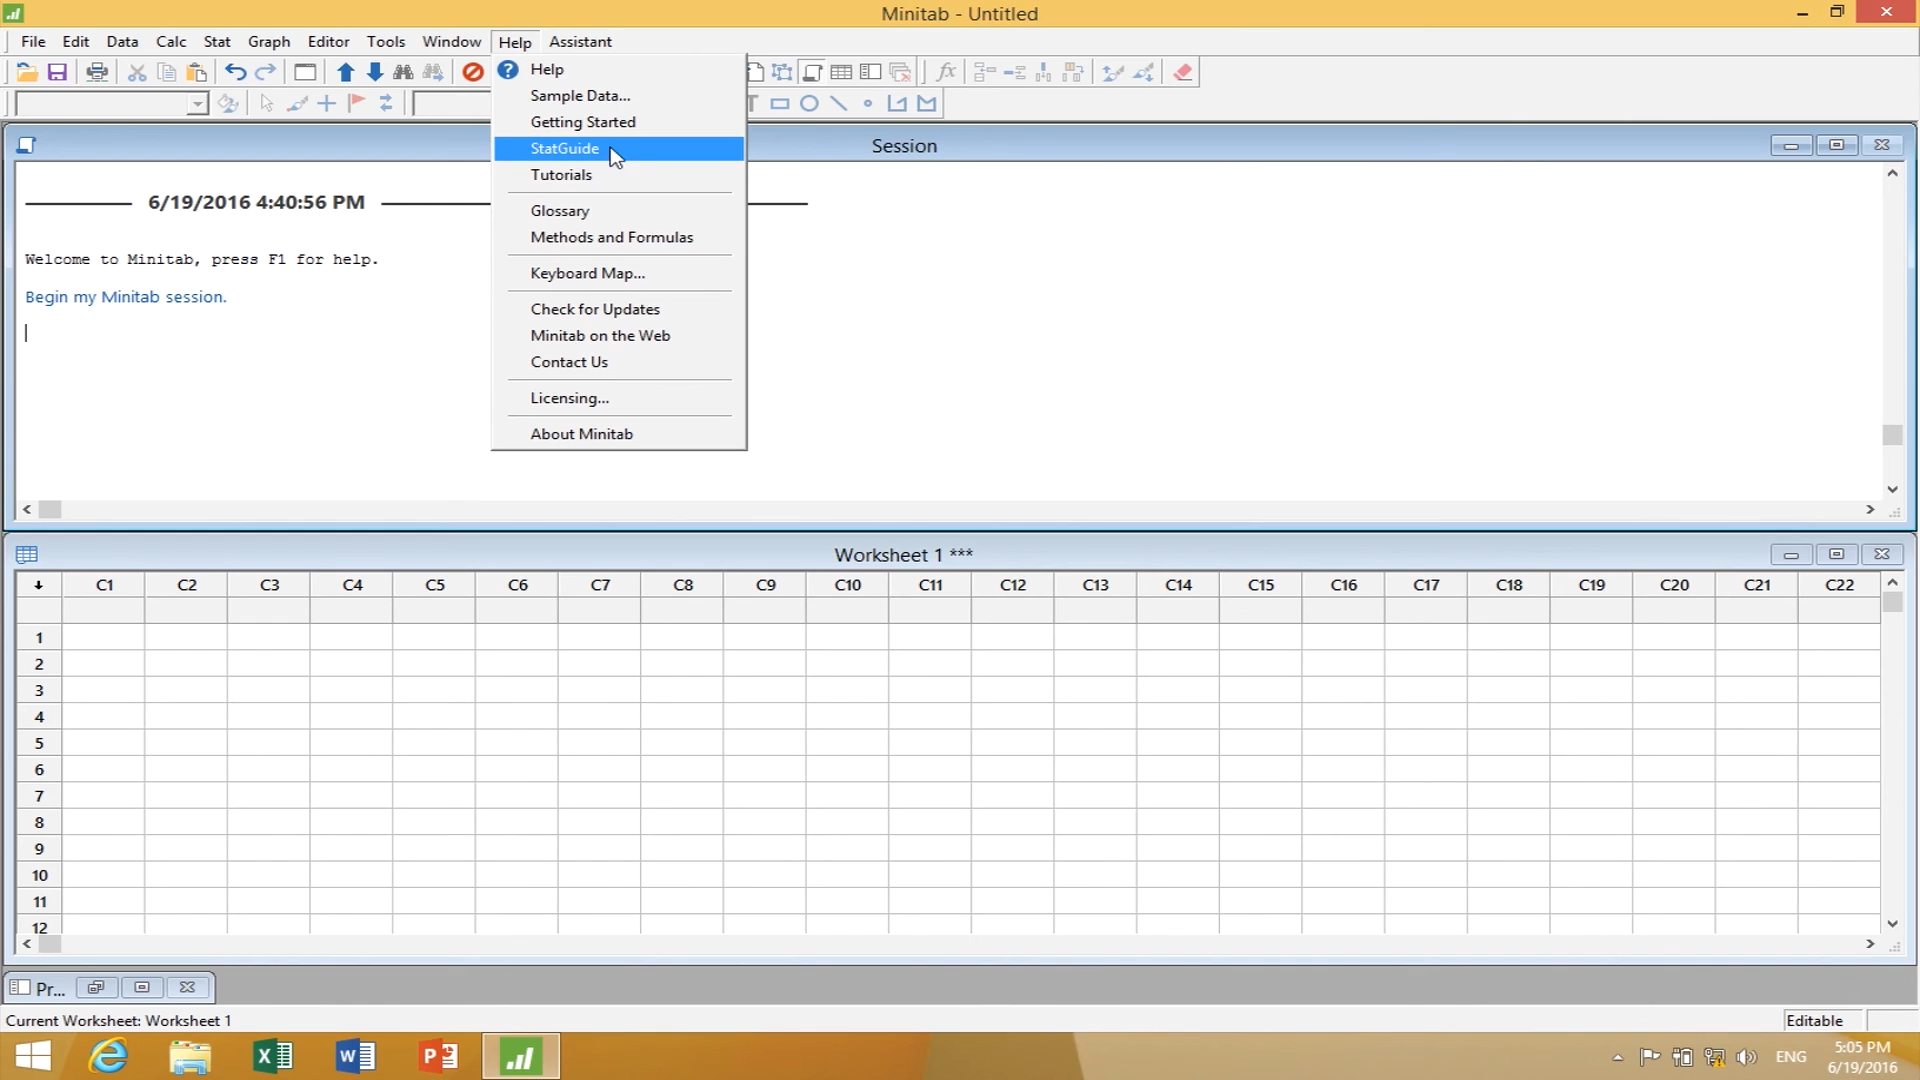 Minitab - Untitled
File Edit Data Calc Stat Graph Editor Tools Window Help Assistant
Help
Sample Data...
Getting Started
StatGuide
Tutorials
Glossary
Methods and Formulas
Keyboard Map...
Check for Updates
Minitab on the Web
Contact Us
Licensing...
About Minitab
Session
6/19/2016 4:40:56 PM
Welcome to Minitab, press F1 for help.
Begin my Minitab session.
Worksheet 1 ***
C1 C2 C3 C4 C5 C6 C7 C8 C9 C10 C11 C12 C13 C14 C15 C16 C17 C18 C19 C20 C21 C22
1
2
3
4
5
6
7
8
9
10
11
12
Pr...
Current Worksheet: Worksheet 1
Editable
ENG
5:05 PM
6/19/2016